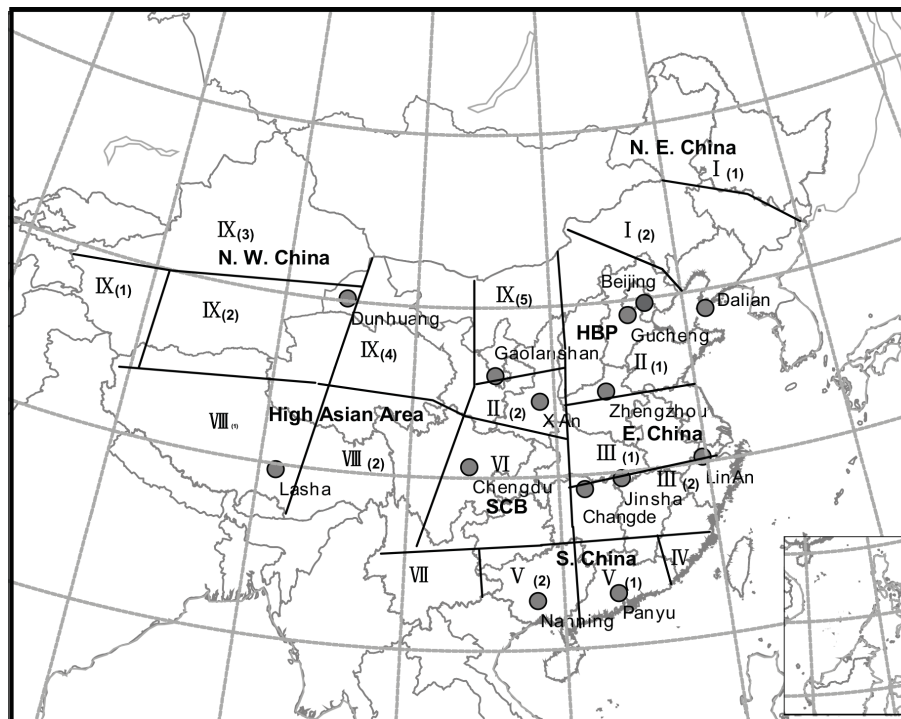 N. E. China
Ⅰ(1)
Ⅸ(3)
N. W. China
Ⅰ(2)
Ⅸ(1)
Ⅸ(2)
Ⅸ(5)
Beijing
Dalian
Dunhuang
HBP
Gucheng
Ⅸ(4)
Gaolanshan
Ⅱ(1)
High Asian Area
Ⅷ(1)
Ⅱ(2)
X An
Zhengzhou
E. China
Ⅷ(2)
Ⅵ
Ⅲ(1)
Lasha
Chengdu
Ⅲ(2)
LinAn
SCB
Jinsha
Changde
S. China
Ⅳ
Ⅶ
Ⅴ(2)
Ⅴ(1)
Nanning
Panyu